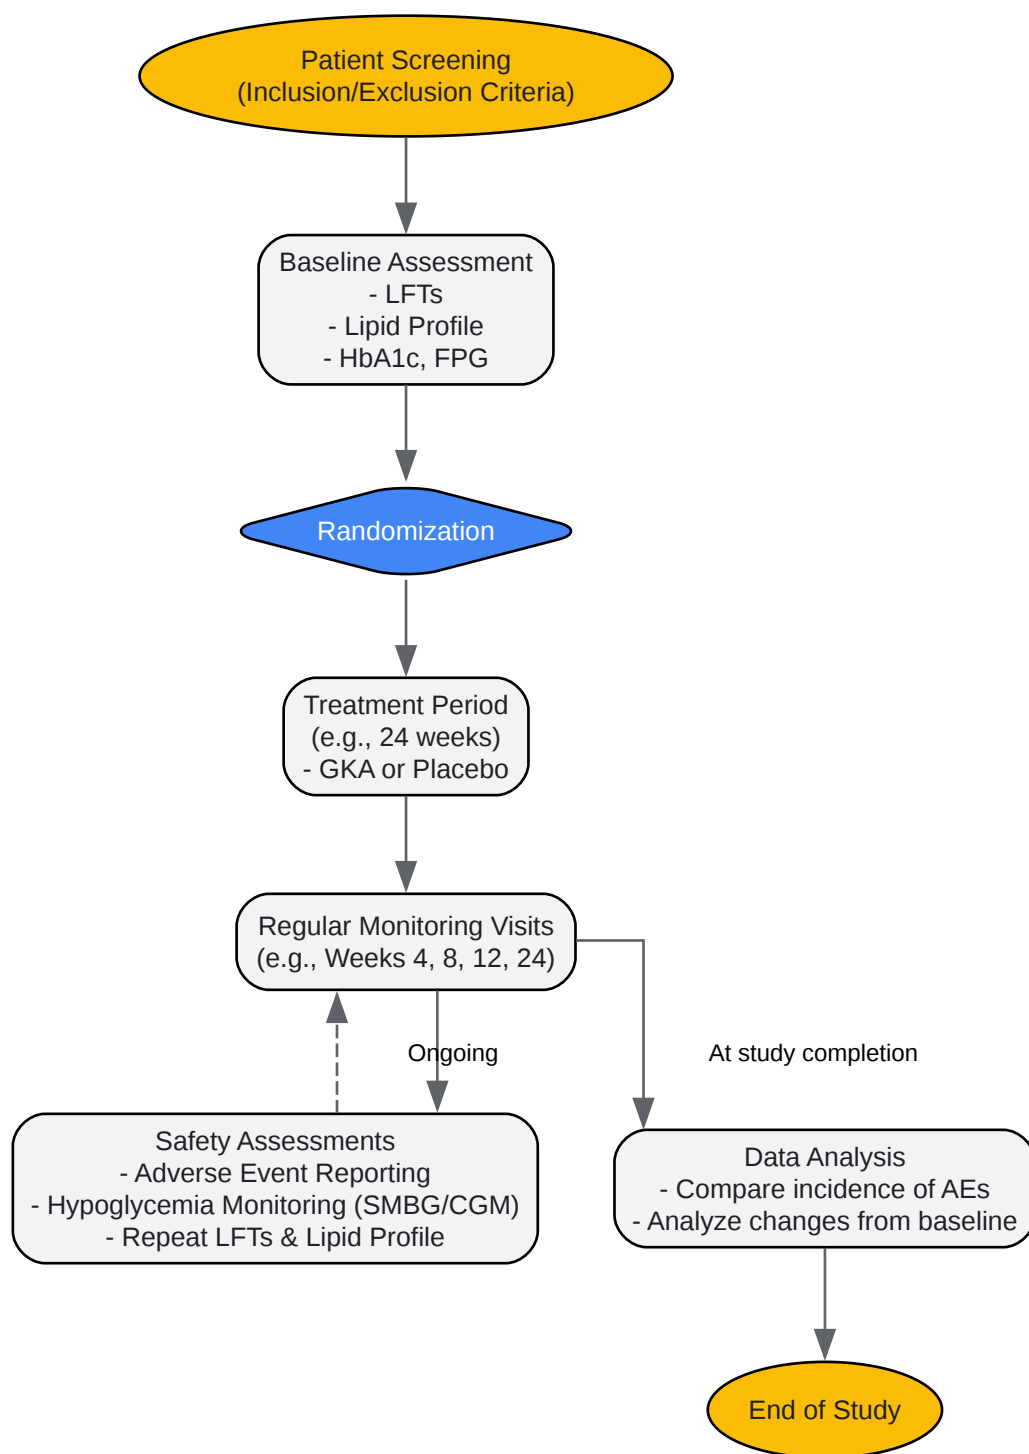 Patient Screening
(Inclusion/Exclusion Criteria)
Baseline Assessment
- LFTs
- Lipid Profile
- HbA1c, FPG
Randomization
Treatment Period
(e.g., 24 weeks)
- GKA or Placebo
Regular Monitoring Visits
(e.g., Weeks 4, 8, 12, 24)
Ongoing
At study completion
Safety Assessments
- Adverse Event Reporting
- Hypoglycemia Monitoring (SMBG/CGM)
- Repeat LFTs & Lipid Profile
Data Analysis
- Compare incidence of AEs
- Analyze changes from baseline
End of Study